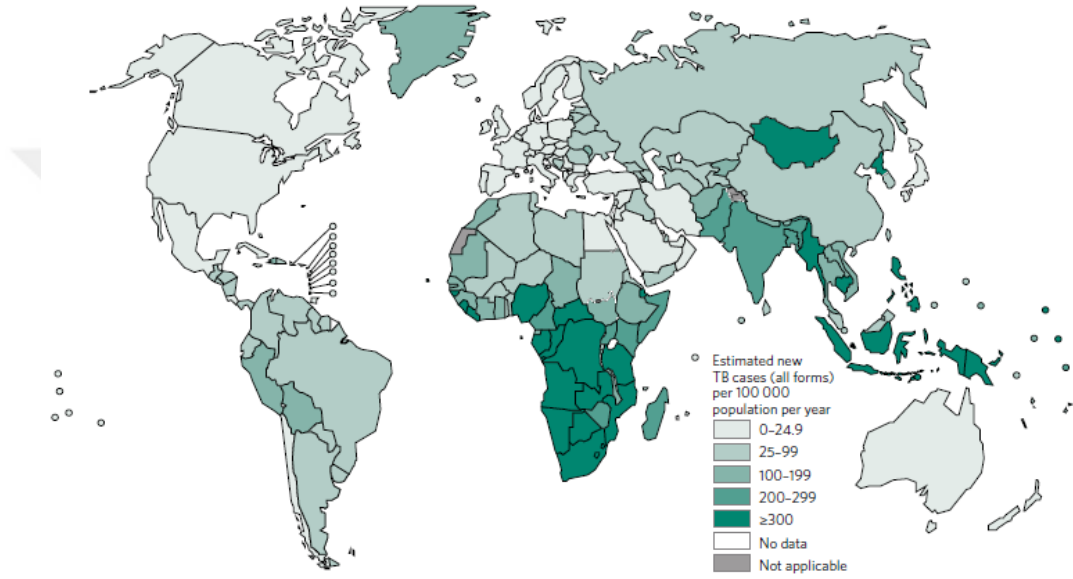 Estimated new
TB cases (all forms)
per 100 000
population per year
0–24.9
25–99
100–199
200–299
≥300
No data
Not applicable